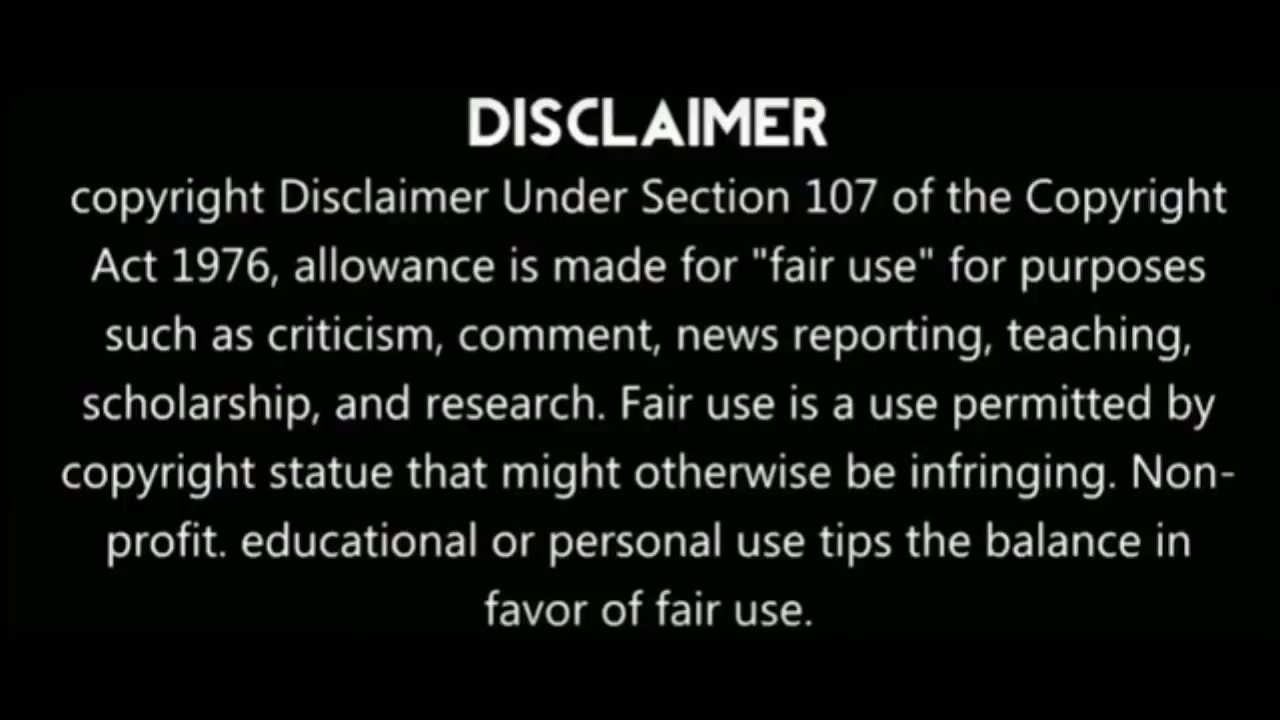 DISCLAIMER
copyright Disclaimer Under Section 107 of the Copyright
Act 1976, allowance is made for "fair use" for purposes
such as criticism, comment, news reporting, teaching,
scholarship, and research. Fair use is a use permitted by
copyright statue that might otherwise be infringing. Non-
profit. educational or personal use tips the balance in
favor of fair use.